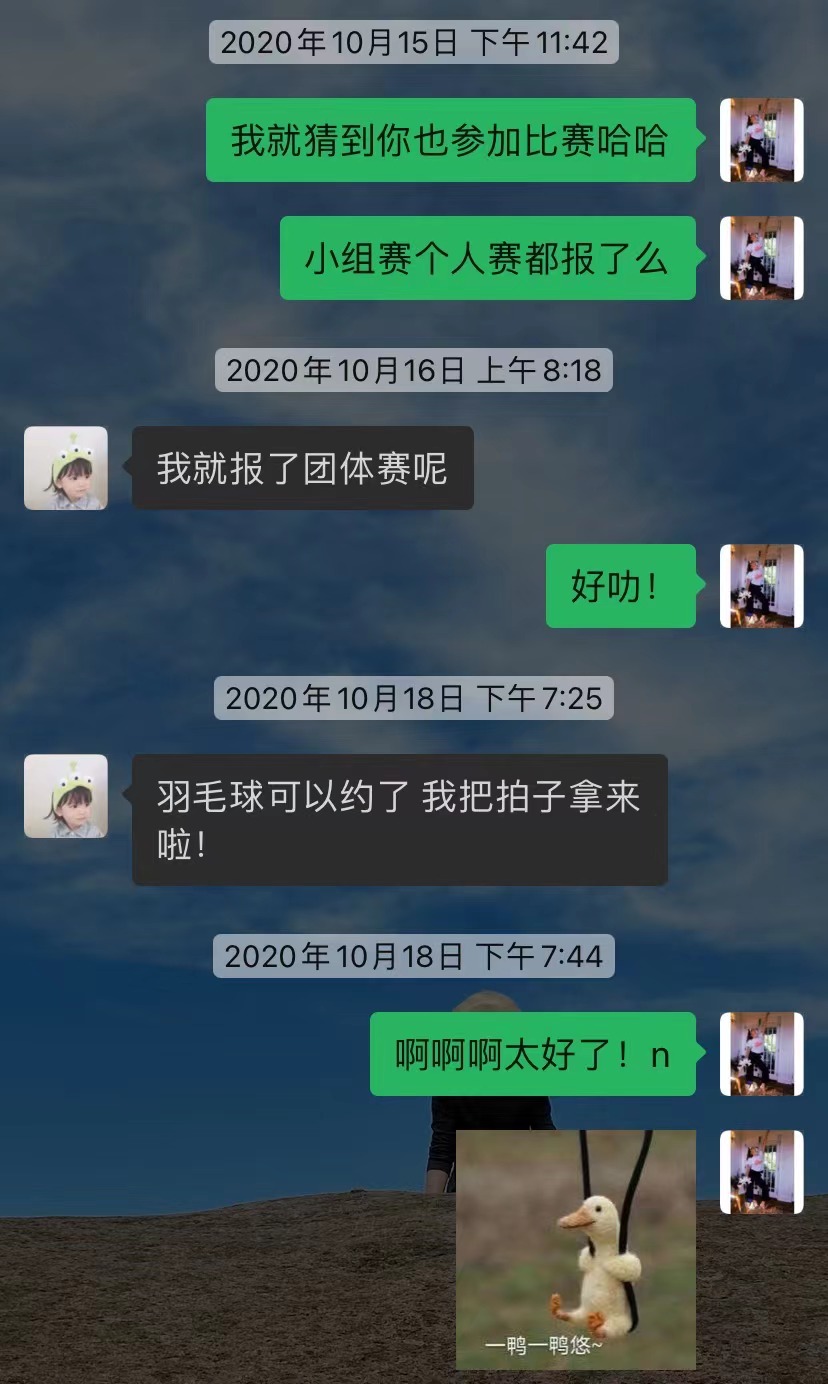 2020年10月15日 下午11:42
我就猜到你也参加比赛哈哈
小组赛个人赛都报了么
2020年10月16日 上午8:18
我就报了团体赛呢
好叻！
2020年10月18日 下午7:25
羽毛球可以约了 我把拍子拿来
啦！
2020年10月18日 下午7:44
啊啊啊太好了！n
一鸭一鸭悠~